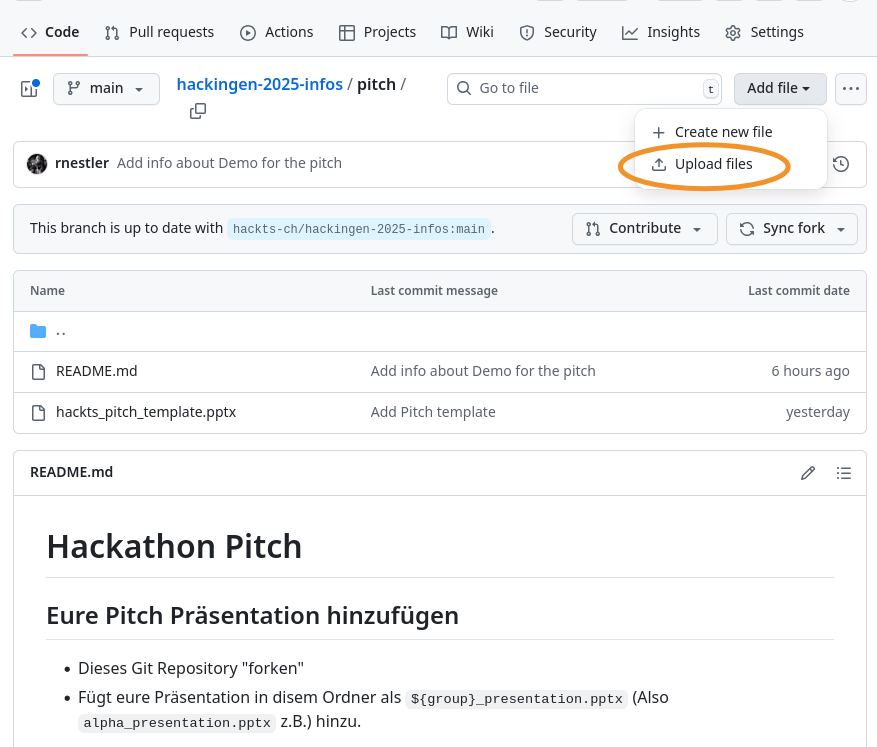 Code Pull requests Actions Projects Wiki Security Insights Settings
main hackingen-2025-infos / pitch / Go to file t Add file
Create new file
rnestler Add info about Demo for the pitch Upload files
This branch is up to date with hackts-ch/hackingen-2025-infos:main. Contribute Sync fork
Name Last commit message Last commit date
..
README.md Add info about Demo for the pitch 6 hours ago
hackts_pitch_template.pptx Add Pitch template yesterday
README.md
Hackathon Pitch
Eure Pitch Präsentation hinzufügen
• Dieses Git Repository "forken"
• Fügt eure Präsentation in disem Ordner als ${group}_presentation.pptx (Also
alpha_presentation.pptx z.B.) hinzu.